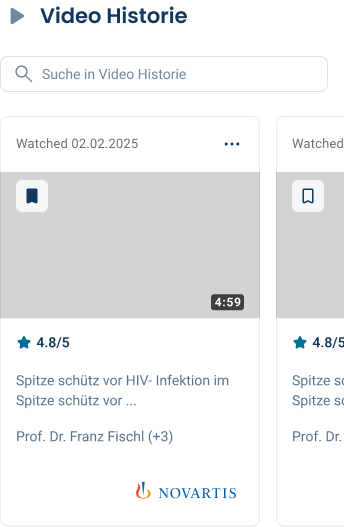 Video Historie
Suche in Video Historie
Watched 02.02.2025
4:59
4.8/5
Spitze schütz vor HIV- Infektion im
Spitze schütz vor ...
Prof. Dr. Franz Fischl (+3)
NOVARTIS
Watched
4.8/5
Spitze
Spitze
Prof. Dr.